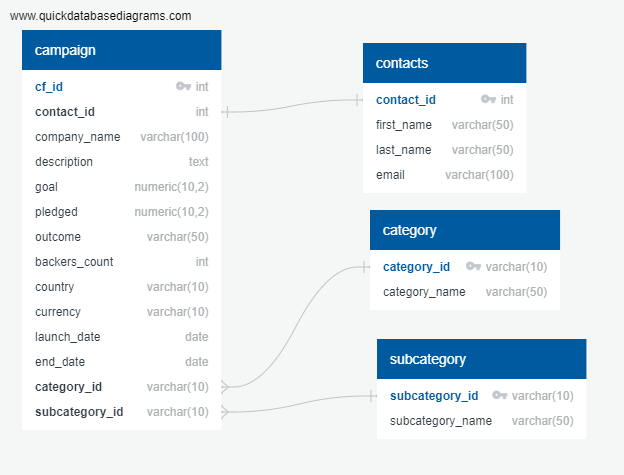 www.quickdatabasediagrams.com
campaign
cf_id int
contact_id int
company_name varchar(100)
description text
goal numeric(10,2)
pledged numeric(10,2)
outcome varchar(50)
backers_count int
country varchar(10)
currency varchar(10)
launch_date date
end_date date
category_id varchar(10)
subcategory_id varchar(10)
contacts
contact_id int
first_name varchar(50)
last_name varchar(50)
email varchar(100)
category
category_id varchar(10)
category_name varchar(50)
subcategory
subcategory_id varchar(10)
subcategory_name varchar(50)